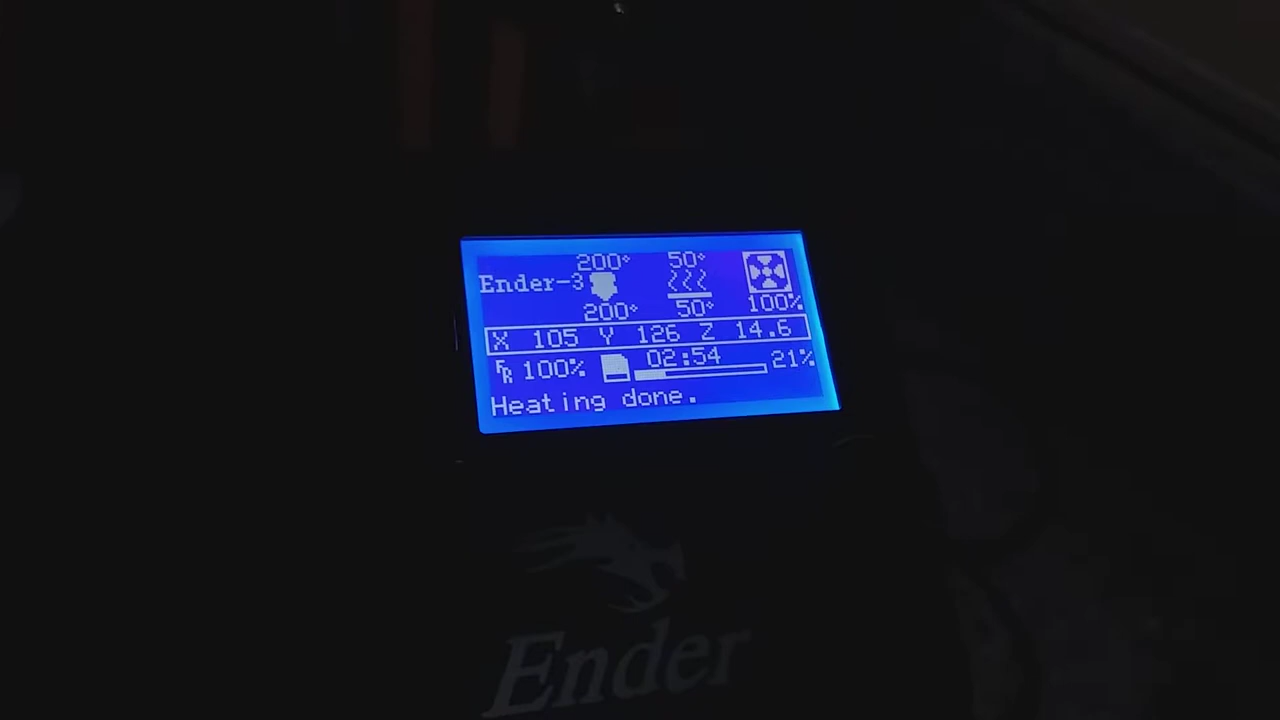 200° 50°
Ender-3
200° 50° 100%
X 105 Y 126 Z 14.6
FR 100% 02:54 21%
Heating done.
Ender